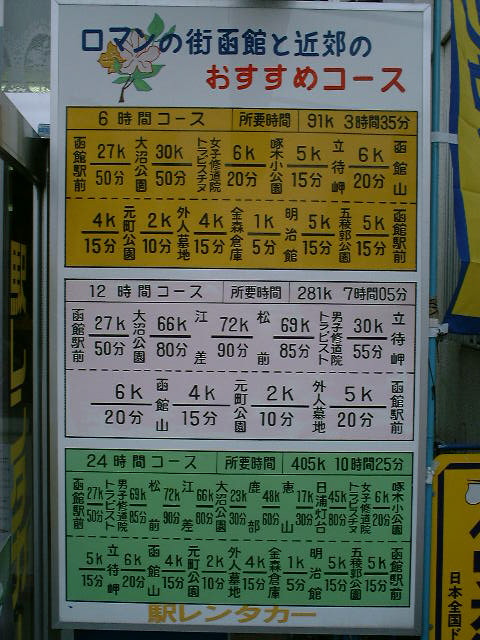 ロマンの街函館と近郊の
おすすめコース
6時間コース 所要時間 91K 3時間35分
函館駅前 27K 50分 大沼公園 30K 50分 女子修道院トラピスチヌ 6K 20分 啄木小公園 5K 15分 立待岬 6K 20分 函館山
4K 15分 元町公園 2K 10分 外人墓地 4K 15分 金森倉庫 1K 5分 明治館 5K 15分 五稜郭公園 5K 15分 函館駅前
12時間コース 所要時間 281K 7時間05分
函館駅前 27K 50分 大沼公園 66K 80分 江差 72K 90分 松前 69K 85分 男子修道院トラピスト 30K 55分 立待岬
6K 20分 函館山 4K 15分 元町公園 2K 10分 外人墓地 5K 20分 函館駅前
24時間コース 所要時間 405K 10時間25分
函館駅前 27K 50分 男子修道院トラピスト 69K 85分 松前 72K 90分 江差 66K 80分 大沼公園 23K 30分 鹿部 48K 60分 恵山 17K 30分 日浦灯台 45K 80分 女子修道院トラピスチヌ 6K 20分 啄木小公園
5K 15分 立待岬 6K 20分 函館山 4K 15分 元町公園 2K 10分 外人墓地 4K 15分 金森倉庫 1K 5分 明治館 5K 15分 五稜郭公園 5K 15分 函館駅前
駅レンタカー
日本全国ド